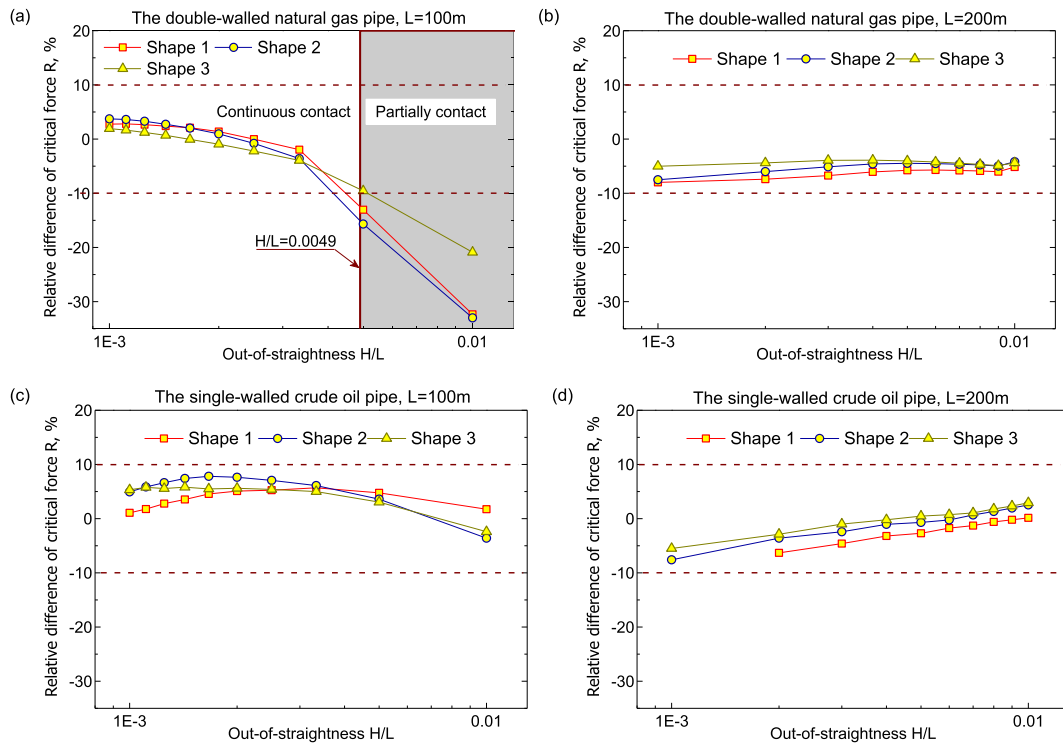 (a)
The double-walled natural gas pipe, L=100m
Relative difference of critical force R, %
20
10
0
-10
-20
-30
Shape 1
Shape 2
Shape 3
Continuous contact
Partially contact
H/L=0.0049
1E-3
0.01
Out-of-straightness H/L
(b)
The double-walled natural gas pipe, L=200m
Relative difference of critical force R, %
20
10
0
-10
-20
-30
Shape 1
Shape 2
Shape 3
1E-3
0.01
Out-of-straightness H/L
(c)
The single-walled crude oil pipe, L=100m
Relative difference of critical force R, %
20
10
0
-10
-20
-30
Shape 1
Shape 2
Shape 3
1E-3
0.01
Out-of-straightness H/L
(d)
The single-walled crude oil pipe, L=200m
Relative difference of critical force R, %
20
10
0
-10
-20
-30
Shape 1
Shape 2
Shape 3
1E-3
0.01
Out-of-straightness H/L